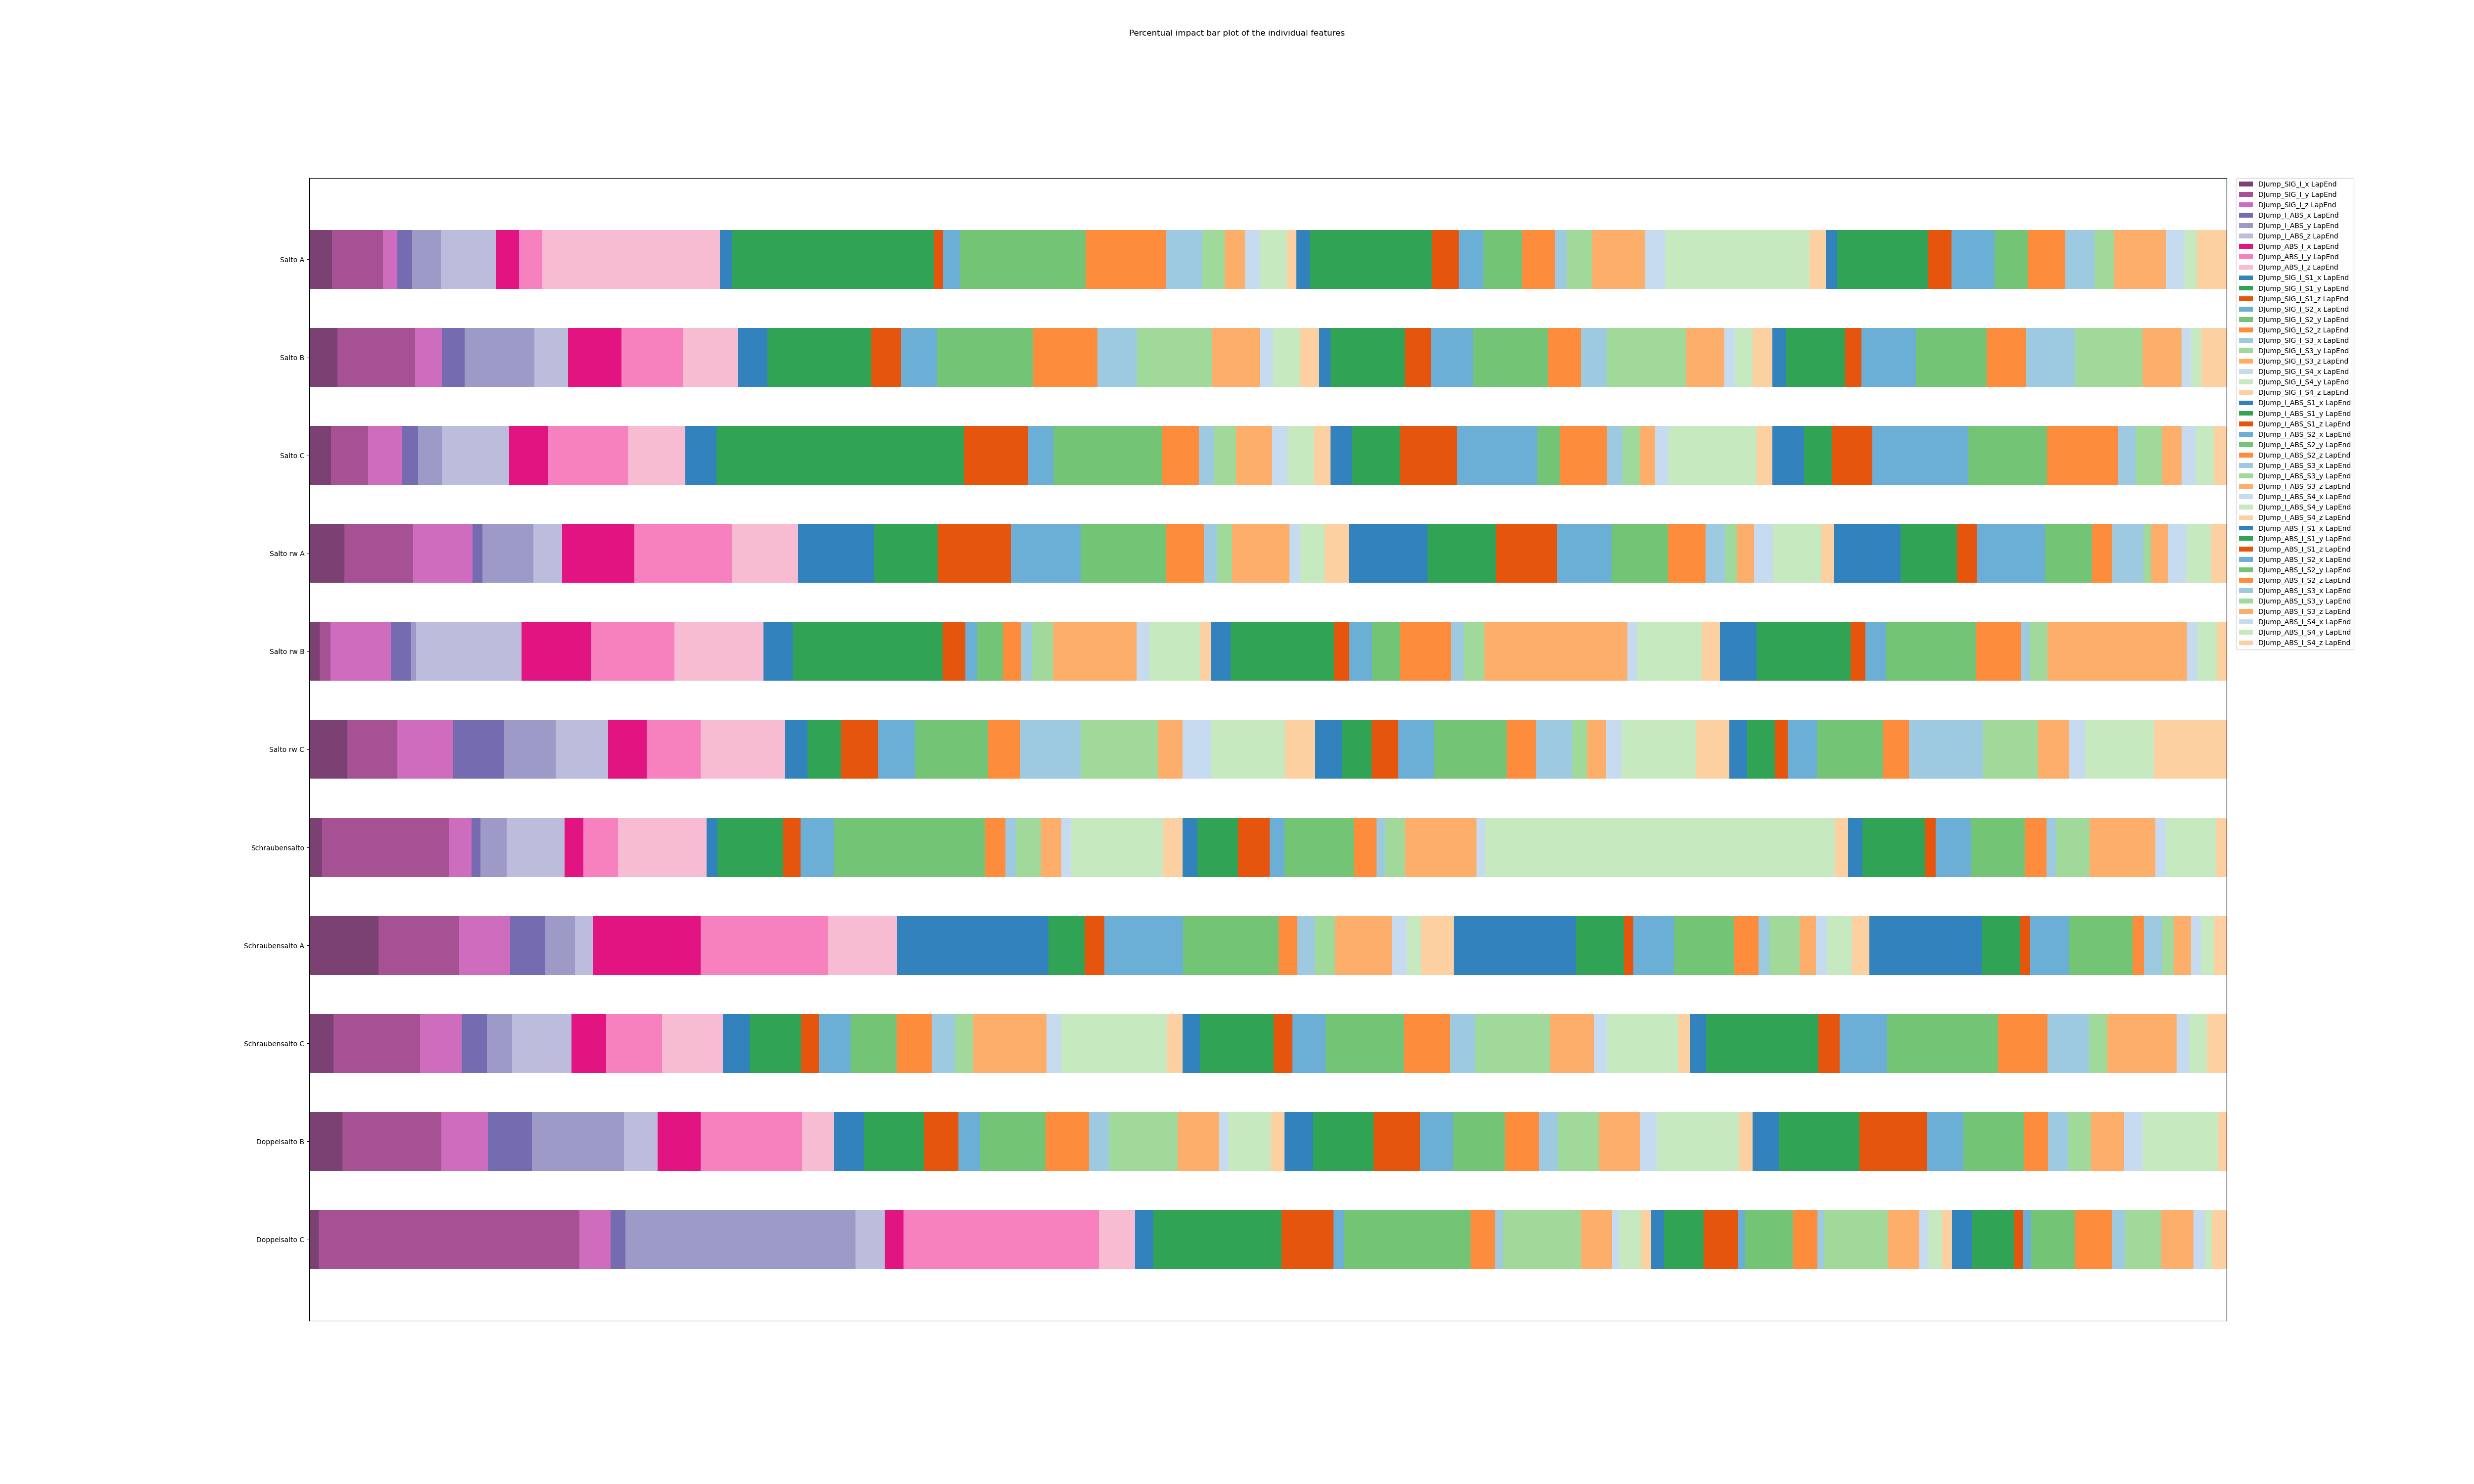 Percentual impact bar plot of the individual features
Salto A
Salto B
Salto C
Salto rw A
Salto rw B
Salto rw C
Schraubensalto
Schraubensalto A
Schraubensalto C
Doppelsalto B
Doppelsalto C
DJump_SIG_I_x LapEnd
DJump_SIG_I_y LapEnd
DJump_SIG_I_z LapEnd
DJump_I_ABS_x LapEnd
DJump_I_ABS_y LapEnd
DJump_I_ABS_z LapEnd
DJump_ABS_I_x LapEnd
DJump_ABS_I_y LapEnd
DJump_ABS_I_z LapEnd
DJump_SIG_I_S1_x LapEnd
DJump_SIG_I_S1_y LapEnd
DJump_SIG_I_S1_z LapEnd
DJump_SIG_I_S2_x LapEnd
DJump_SIG_I_S2_y LapEnd
DJump_SIG_I_S2_z LapEnd
DJump_SIG_I_S3_x LapEnd
DJump_SIG_I_S3_y LapEnd
DJump_SIG_I_S3_z LapEnd
DJump_SIG_I_S4_x LapEnd
DJump_SIG_I_S4_y LapEnd
DJump_SIG_I_S4_z LapEnd
DJump_I_ABS_S1_x LapEnd
DJump_I_ABS_S1_y LapEnd
DJump_I_ABS_S1_z LapEnd
DJump_I_ABS_S2_x LapEnd
DJump_I_ABS_S2_y LapEnd
DJump_I_ABS_S2_z LapEnd
DJump_I_ABS_S3_x LapEnd
DJump_I_ABS_S3_y LapEnd
DJump_I_ABS_S3_z LapEnd
DJump_I_ABS_S4_x LapEnd
DJump_I_ABS_S4_y LapEnd
DJump_I_ABS_S4_z LapEnd
DJump_ABS_I_S1_x LapEnd
DJump_ABS_I_S1_y LapEnd
DJump_ABS_I_S1_z LapEnd
DJump_ABS_I_S2_x LapEnd
DJump_ABS_I_S2_y LapEnd
DJump_ABS_I_S2_z LapEnd
DJump_ABS_I_S3_x LapEnd
DJump_ABS_I_S3_y LapEnd
DJump_ABS_I_S3_z LapEnd
DJump_ABS_I_S4_x LapEnd
DJump_ABS_I_S4_y LapEnd
DJump_ABS_I_S4_z LapEnd